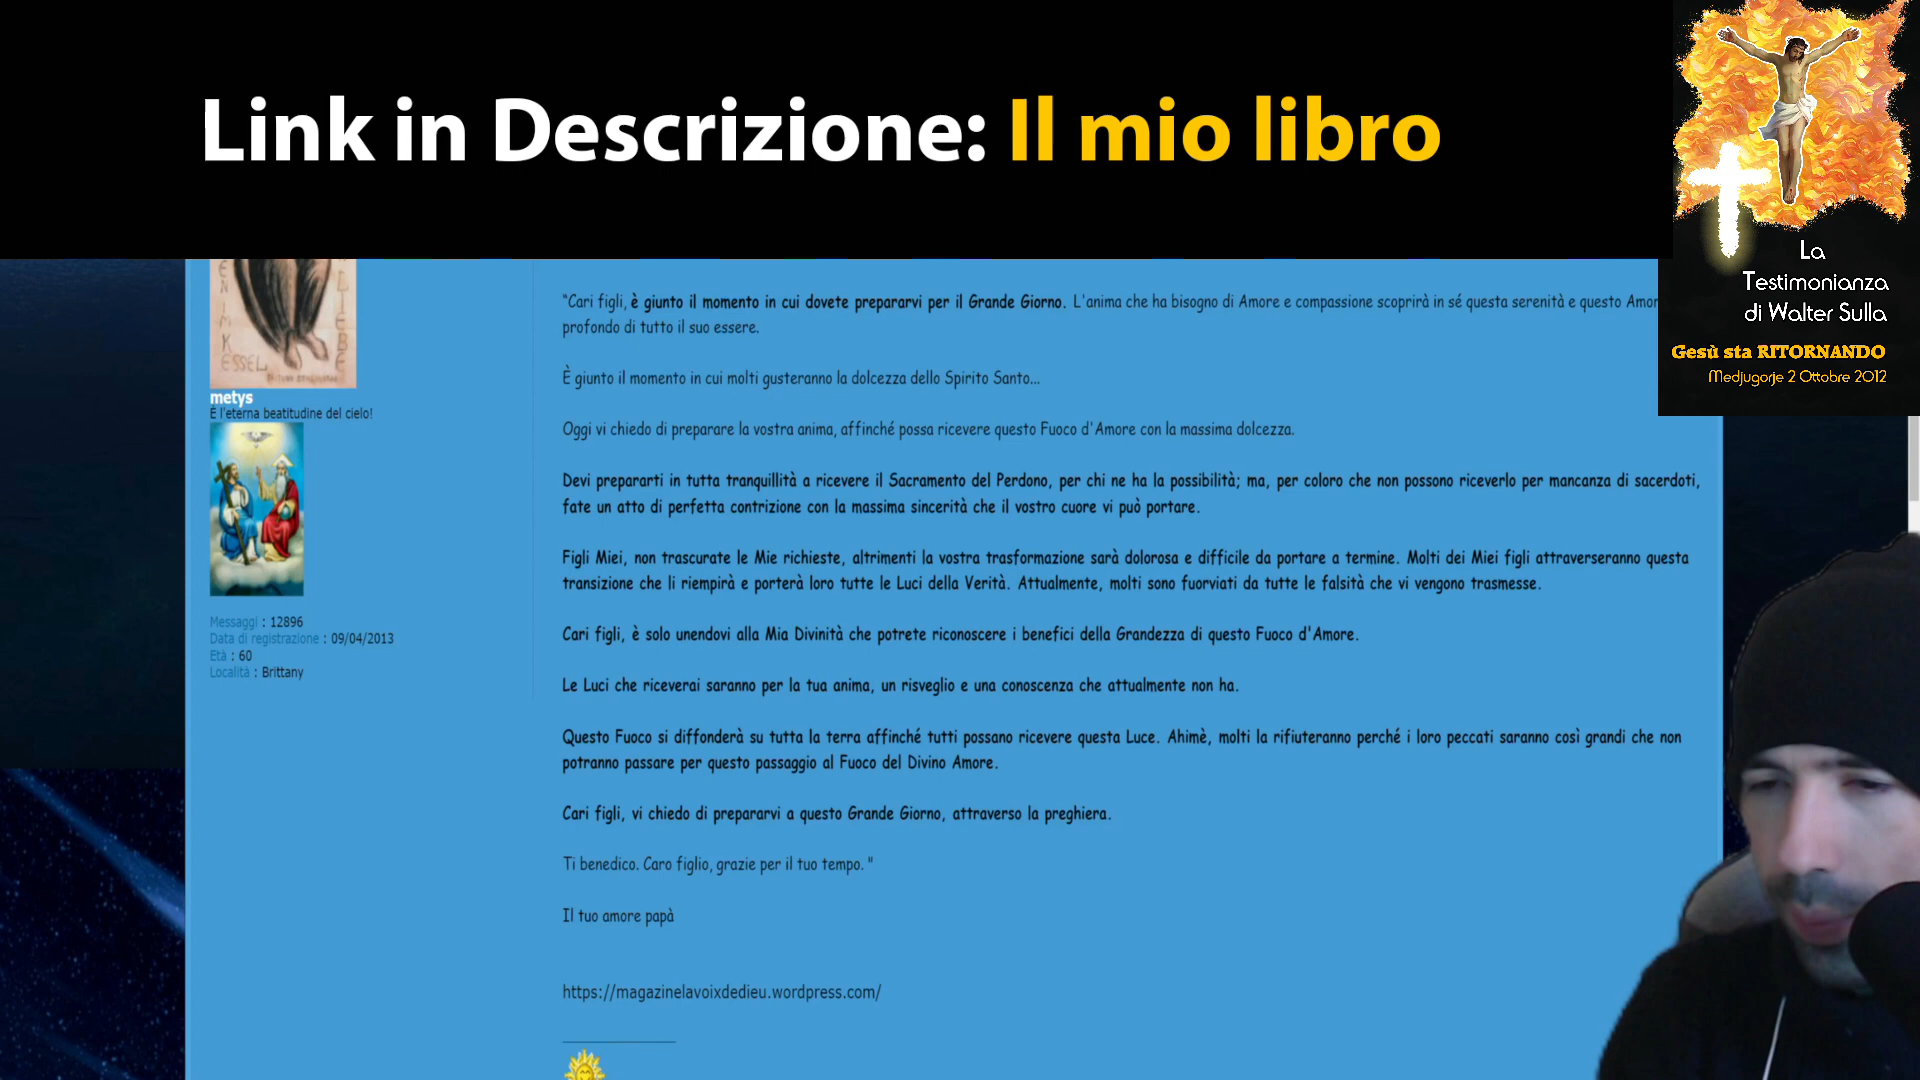 Link in Descrizione: Il mio libro
La
Testimonianza
di Walter Sulla
Gesù sta RITORNANDO
Medjugorje 2 Ottobre 2012
ESSEL
metys
È l'eterna beatitudine del cielo!
Messaggi : 12896
Data di registrazione : 09/04/2013
Età : 60
Località : Brittany
"Cari figli, è giunto il momento in cui dovete prepararvi per il Grande Giorno. L'anima che ha bisogno di Amore e compassione scoprirà in sé questa serenità e questo Amor
profondo di tutto il suo essere.
È giunto il momento in cui molti gusteranno la dolcezza dello Spirito Santo...
Oggi vi chiedo di preparare la vostra anima, affinché possa ricevere questo Fuoco d'Amore con la massima dolcezza.
Devi prepararti in tutta tranquillità a ricevere il Sacramento del Perdono, per chi ne ha la possibilità; ma, per coloro che non possono riceverlo per mancanza di sacerdoti,
fate un atto di perfetta contrizione con la massima sincerità che il vostro cuore vi può portare.
Figli Miei, non trascurate le Mie richieste, altrimenti la vostra trasformazione sarà dolorosa e difficile da portare a termine. Molti dei Miei figli attraverseranno questa
transizione che li riempirà e porterà loro tutte le Luci della Verità. Attualmente, molti sono fuorviati da tutte le falsità che vi vengono trasmesse.
Cari figli, è solo unendovi alla Mia Divinità che potrete riconoscere i benefici della Grandezza di questo Fuoco d'Amore.
Le Luci che riceverai saranno per la tua anima, un risveglio e una conoscenza che attualmente non ha.
Questo Fuoco si diffonderà su tutta la terra affinché tutti possano ricevere questa Luce. Ahimè, molti la rifiuteranno perché i loro peccati saranno così grandi che non
potranno passare per questo passaggio al Fuoco del Divino Amore.
Cari figli, vi chiedo di prepararvi a questo Grande Giorno, attraverso la preghiera.
Ti benedico. Caro figlio, grazie per il tuo tempo. "
Il tuo amore papà
https://magazinelavoixdedieu.wordpress.com/